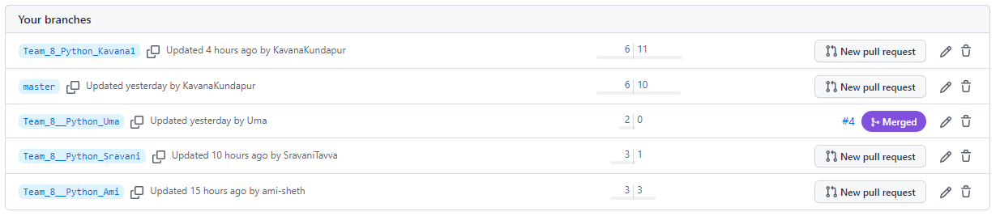 Your branches
Team_8_Python_Kavana1 Updated 4 hours ago by KavanaKundapur 6 11 New pull request
master Updated yesterday by KavanaKundapur 6 10 New pull request
Team_8__Python_Uma Updated yesterday by Uma 2 0 #4 Merged
Team_8__Python_Sravani Updated 10 hours ago by SravaniTavva 3 1 New pull request
Team_8__Python_Ami Updated 15 hours ago by ami-sheth 3 3 New pull request